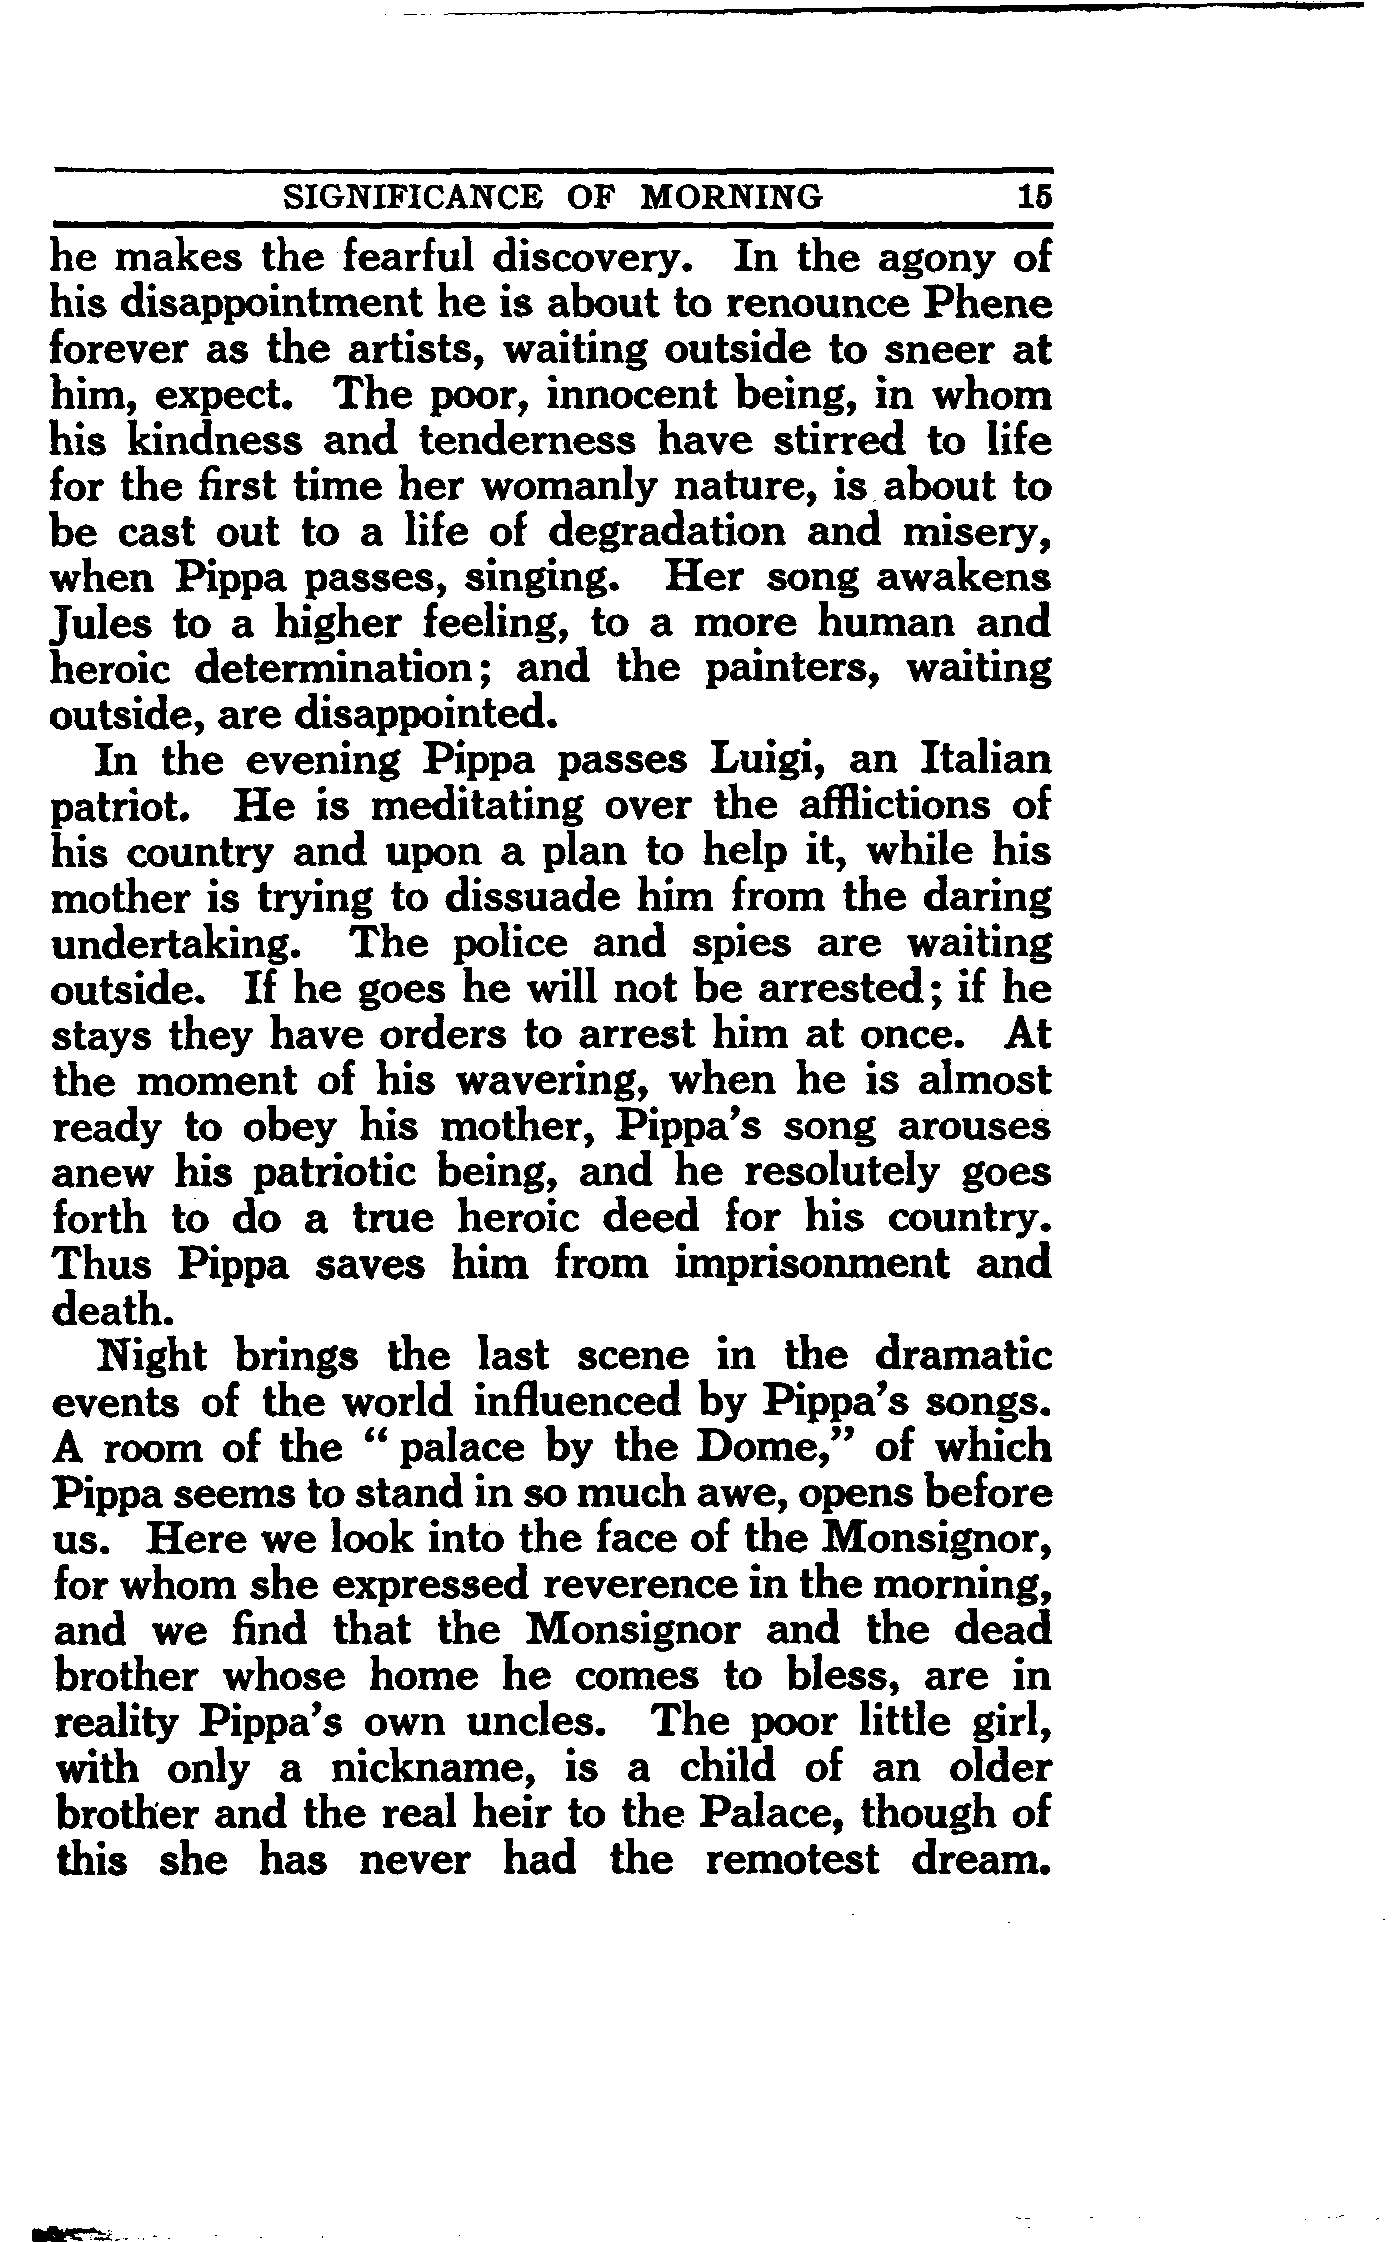 SIGNIFICANCE OF MORNING 15
he makes the fearful discovery. In the agony of
his disappointment he is about to renounce Phene
forever as the artists, waiting outside to sneer at
him, expect. The poor, innocent being, in whom
his kindness and tenderness have stirred to life
for the first time her womanly nature, is about to
be cast out to a life of degradation and misery,
when Pippa passes, singing. Her song awakens
Jules to a higher feeling, to a more human and
heroic determination; and the painters, waiting
outside, are disappointed.
In the evening Pippa passes Luigi, an Italian
patriot. He is meditating over the afflictions of
his country and upon a plan to help it, while his
mother is trying to dissuade him from the daring
undertaking. The police and spies are waiting
outside. If he goes he will not be arrested; if he
stays they have orders to arrest him at once. At
the moment of his wavering, when he is almost
ready to obey his mother, Pippa's song arouses
anew his patriotic being, and he resolutely goes
forth to do a true heroic deed for his country.
Thus Pippa saves him from imprisonment and
death.
Night brings the last scene in the dramatic
events of the world influenced by Pippa's songs.
A room of the " palace by the Dome," of which
Pippa seems to stand in so much awe, opens before
us. Here we look into the face of the Monsignor,
for whom she expressed reverence in the morning,
and we find that the Monsignor and the dead
brother whose home he comes to bless, are in
reality Pippa's own uncles. The poor little girl,
with only a nickname, is a child of an older
brother and the real heir to the Palace, though of
this she has never had the remotest dream.